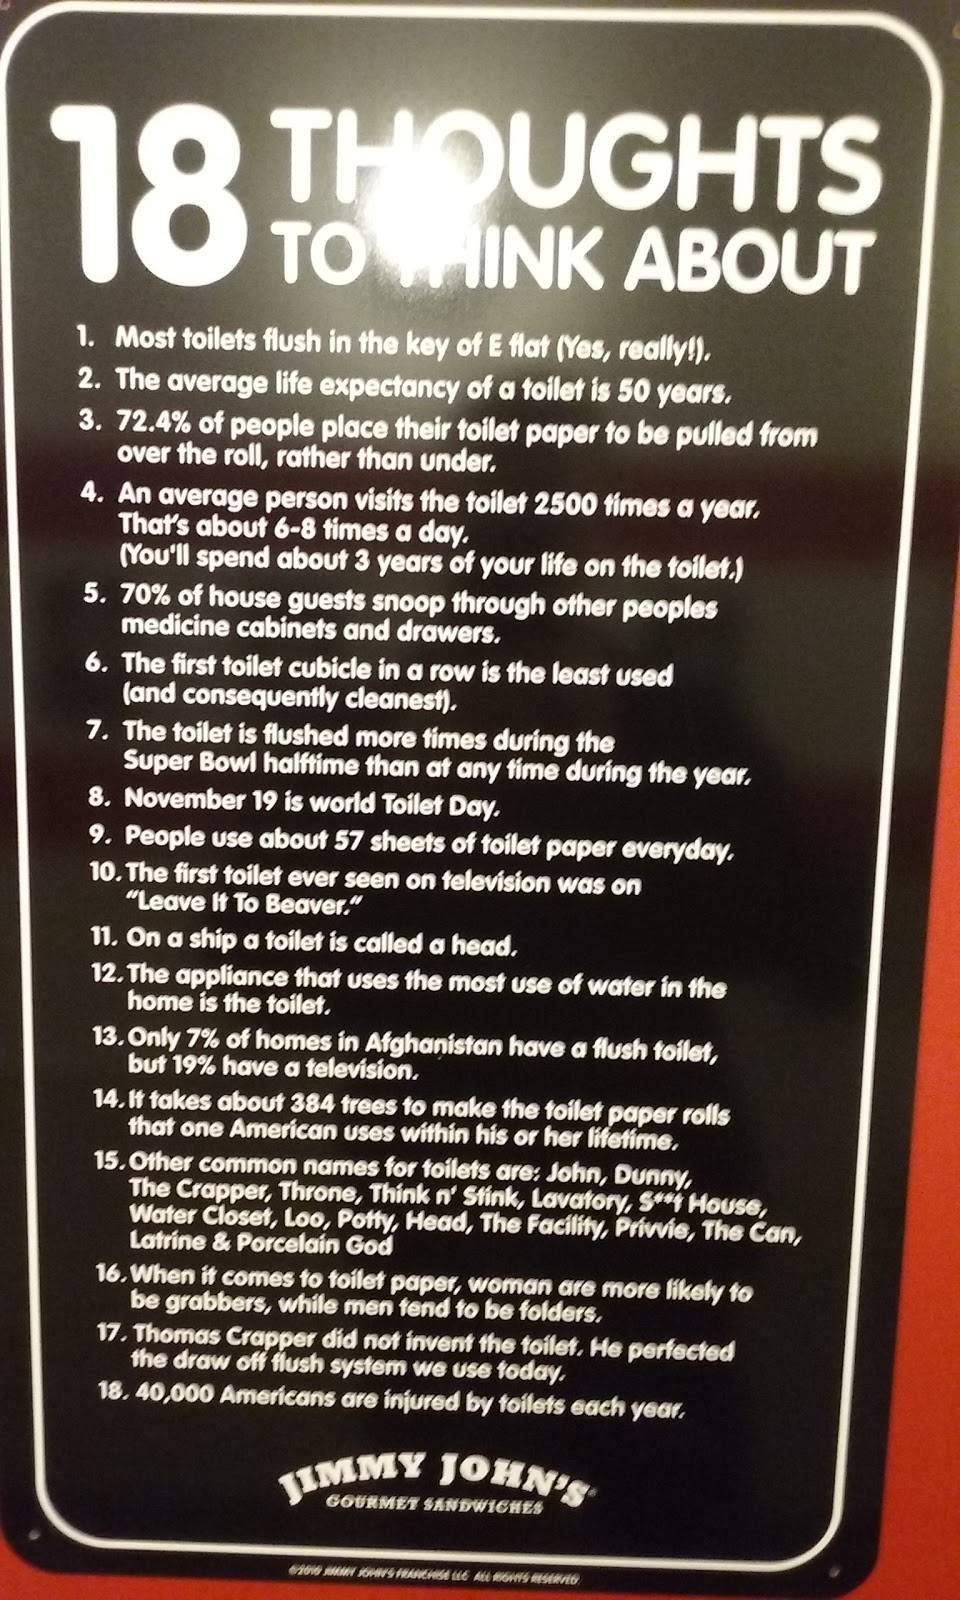 18 THOUGHTS
TO THINK ABOUT
1. Most toilets flush in the key of E flat (Yes, really!).
2. The average life expectancy of a toilet is 50 years.
3. 72.4% of people place their toilet paper to be pulled from
over the roll, rather than under.
4. An average person visits the toilet 2500 times a year.
That's about 6-8 times a day.
(You'll spend about 3 years of your life on the toilet.)
5. 70% of house guests snoop through other peoples
medicine cabinets and drawers.
6. The first toilet cubicle in a row is the least used
(and consequently cleanest).
7. The toilet is flushed more times during the
Super Bowl halftime than at any time during the year.
8. November 19 is world Toilet Day.
9. People use about 57 sheets of toilet paper everyday.
10. The first toilet ever seen on television was on
"Leave It To Beaver."
11. On a ship a toilet is called a head.
12. The appliance that uses the most use of water in the
home is the toilet.
13. Only 7% of homes in Afghanistan have a flush toilet,
but 19% have a television.
14. It takes about 384 trees to make the toilet paper rolls
that one American uses within his or her lifetime.
15. Other common names for toilets are: John, Dunny,
The Crapper, Throne, Think n' Stink, Lavatory, S**t House,
Water Closet, Loo, Potty, Head, The Facility, Privvie, The Can,
Latrine & Porcelain God
16. When it comes to toilet paper, woman are more likely to
be grabbers, while men tend to be folders.
17. Thomas Crapper did not invent the toilet. He perfected
the draw off flush system we use today.
18. 40,000 Americans are injured by toilets each year.
JIMMY JOHN'S®
GOURMET SANDWICHES
©2010 JIMMY JOHN'S FRANCHISE LLC ALL RIGHTS RESERVED.